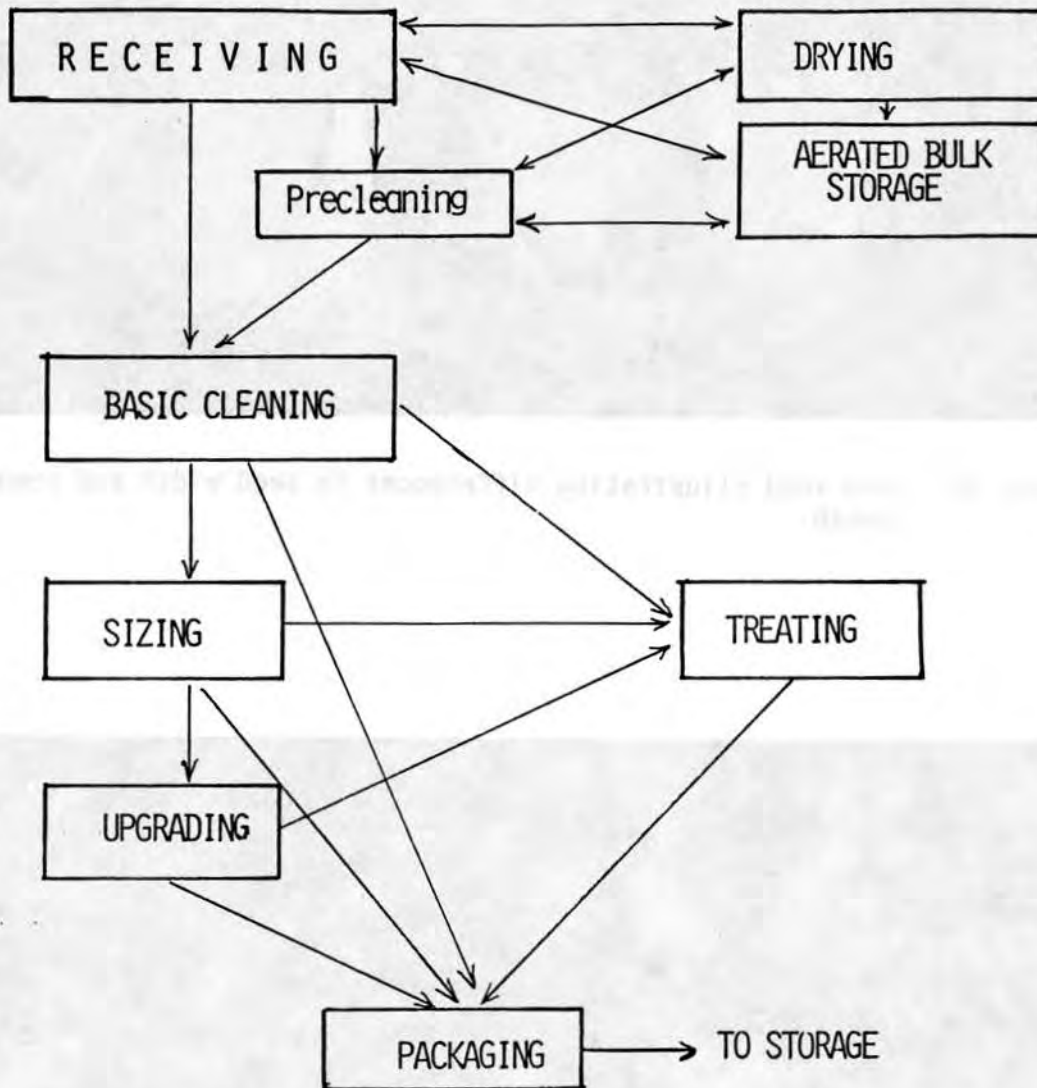 RECEIVING
DRYING
AERATED BULK
STORAGE
Precleaning
BASIC CLEANING
SIZING
TREATING
UPGRADING
PACKAGING
TO STORAGE